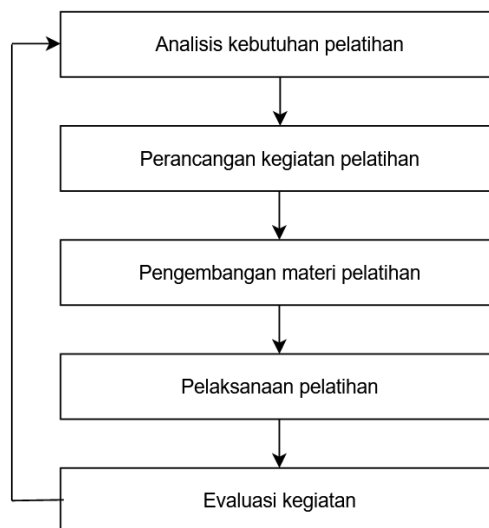 Analisis kebutuhan pelatihan
Perancangan kegiatan pelatihan
Pengembangan materi pelatihan
Pelaksanaan pelatihan
Evaluasi kegiatan